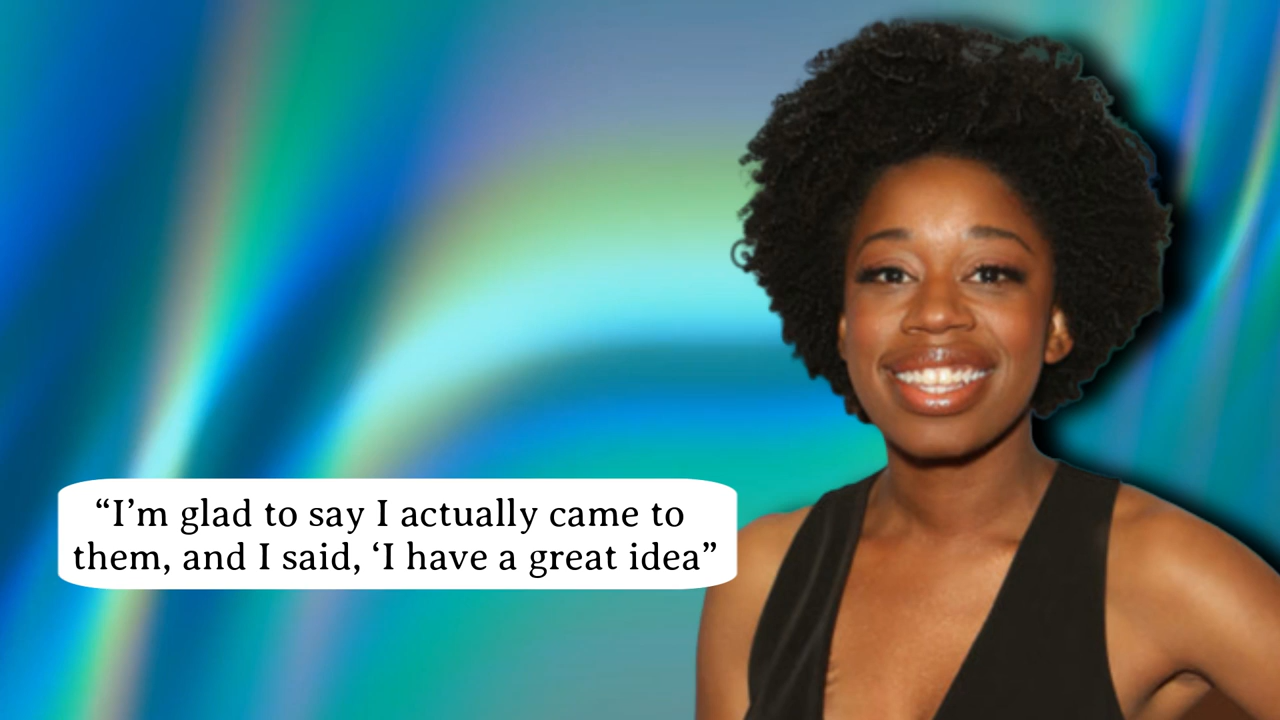 “I’m glad to say I actually came to
them, and I said, ‘I have a great idea”